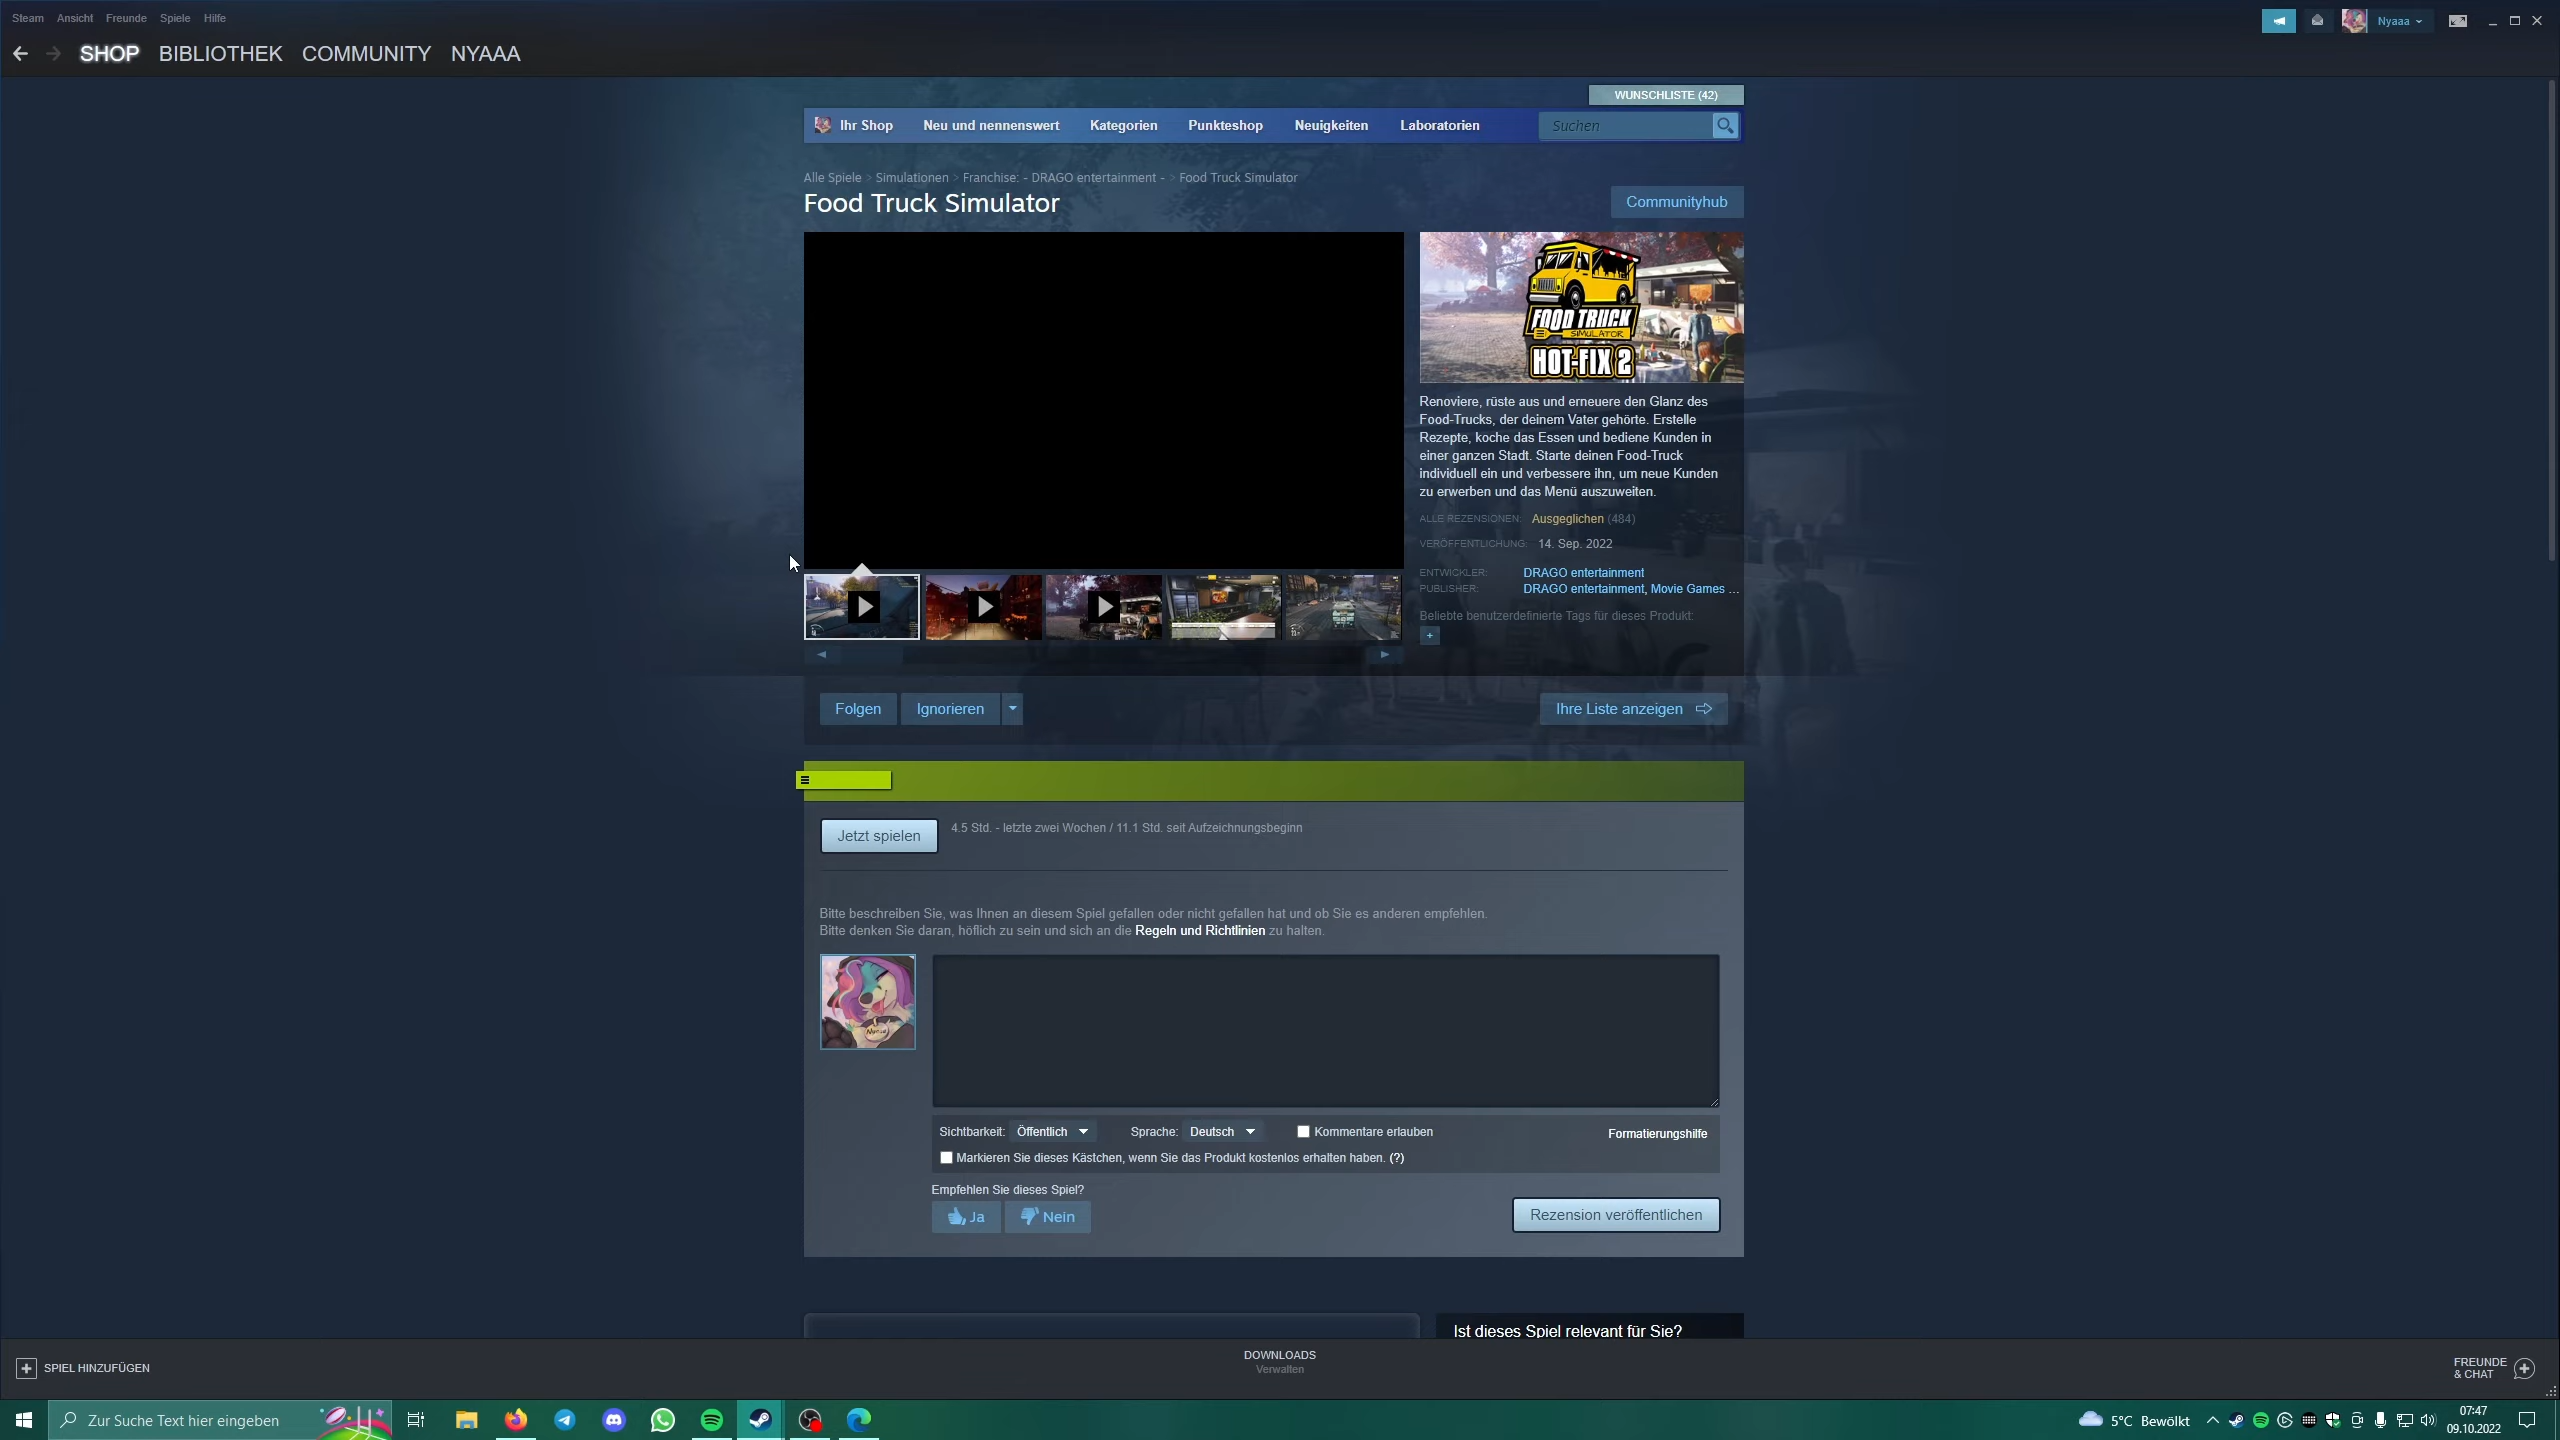 Steam Ansicht Freunde Spiele Hilfe
Nyaaa
SHOP BIBLIOTHEK COMMUNITY NYAAA
WUNSCHLISTE (42)
Ihr Shop Neu und nennenswert Kategorien Punkteshop Neuigkeiten Laboratorien Suchen
Alle Spiele > Simulationen > Franchise: - DRAGO entertainment - > Food Truck Simulator
Food Truck Simulator
Communityhub
FOOD TRUCK
SIMULATOR
HOT-FIX 2
Renoviere, rüste aus und erneuere den Glanz des
Food-Trucks, der deinem Vater gehörte. Erstelle
Rezepte, koche das Essen und bediene Kunden in
einer ganzen Stadt. Starte deinen Food-Truck
individuell ein und verbessere ihn, um neue Kunden
zu erwerben und das Menü auszuweiten.
ALLE REZENSIONEN: Ausgeglichen (484)
VERÖFFENTLICHUNG: 14. Sep. 2022
ENTWICKLER: DRAGO entertainment
PUBLISHER: DRAGO entertainment, Movie Games ...
Beliebte benutzerdefinierte Tags für dieses Produkt:
+
Folgen Ignorieren Ihre Liste anzeigen
Jetzt spielen 4.5 Std. - letzte zwei Wochen / 11.1 Std. seit Aufzeichnungsbeginn
Bitte beschreiben Sie, was Ihnen an diesem Spiel gefallen oder nicht gefallen hat und ob Sie es anderen empfehlen.
Bitte denken Sie daran, höflich zu sein und sich an die Regeln und Richtlinien zu halten.
Sichtbarkeit: Öffentlich Sprache: Deutsch Kommentare erlauben Formatierungshilfe
Markieren Sie dieses Kästchen, wenn Sie das Produkt kostenlos erhalten haben. (?)
Empfehlen Sie dieses Spiel?
Ja Nein Rezension veröffentlichen
Ist dieses Spiel relevant für Sie?
SPIEL HINZUFÜGEN
DOWNLOADS
Verwalten
FREUNDE
& CHAT
Zur Suche Text hier eingeben
5°C Bewölkt
07:47
09.10.2022